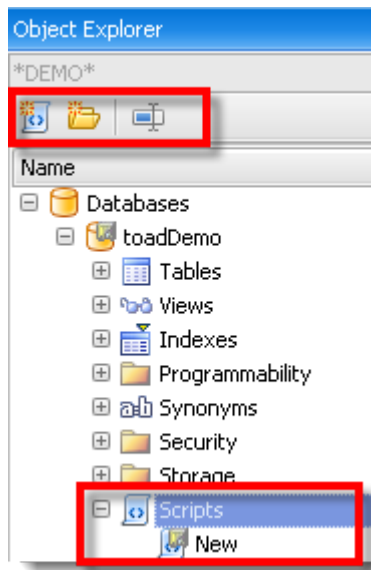 Object Explorer
*DEMO*
Name
Databases
toadDemo
Tables
Views
Indexes
Programmability
Synonyms
Security
Storage
Scripts
New